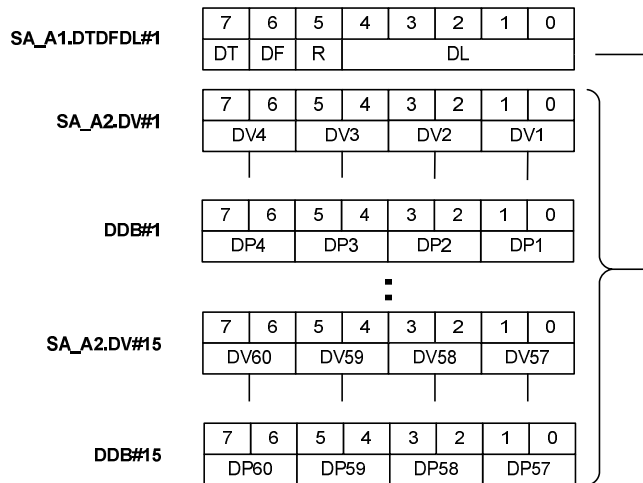 SA_A1.DTDFDL#1
7 6 5 4 3 2 1 0
DT DF R DL
SA_A2.DV#1
7 6 5 4 3 2 1 0
DV4 DV3 DV2 DV1
DDB#1
7 6 5 4 3 2 1 0
DP4 DP3 DP2 DP1
:
SA_A2.DV#15
7 6 5 4 3 2 1 0
DV60 DV59 DV58 DV57
DDB#15
7 6 5 4 3 2 1 0
DP60 DP59 DP58 DP57